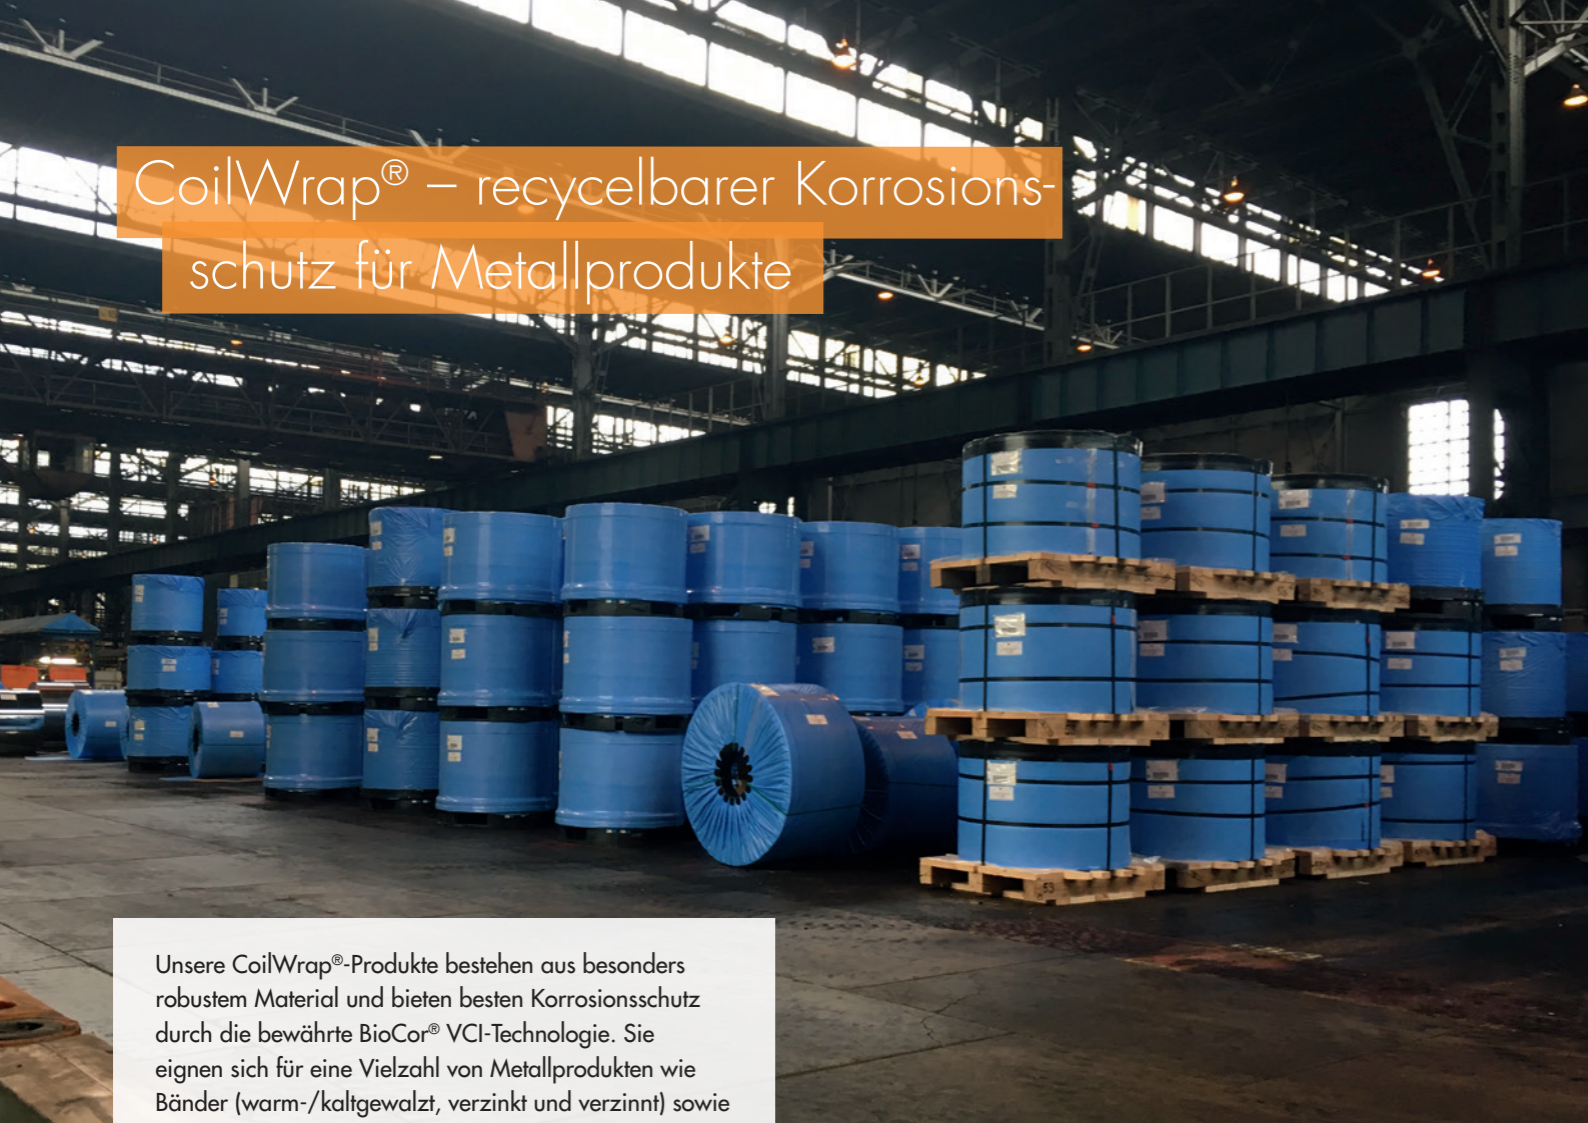 CoilWrap® – recycelbarer Korrosions-
schutz für Metallprodukte
Unsere CoilWrap®-Produkte bestehen aus besonders
robustem Material und bieten besten Korrosionsschutz
durch die bewährte BioCor® VCI-Technologie. Sie
eignen sich für eine Vielzahl von Metallprodukten wie
Bänder (warm-/kaltgewalzt, verzinkt und verzinnt) sowie
53